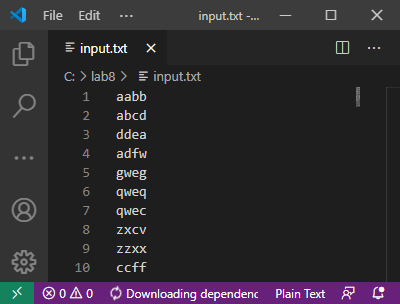 File Edit ... input.txt -...
input.txt
C: > lab8 > input.txt
1 aabb
2 abcd
3 ddea
4 adfw
5 gweg
6 qweq
7 qwec
8 zxcv
9 zzxx
10 ccff
0 0 Downloading dependenc Plain Text